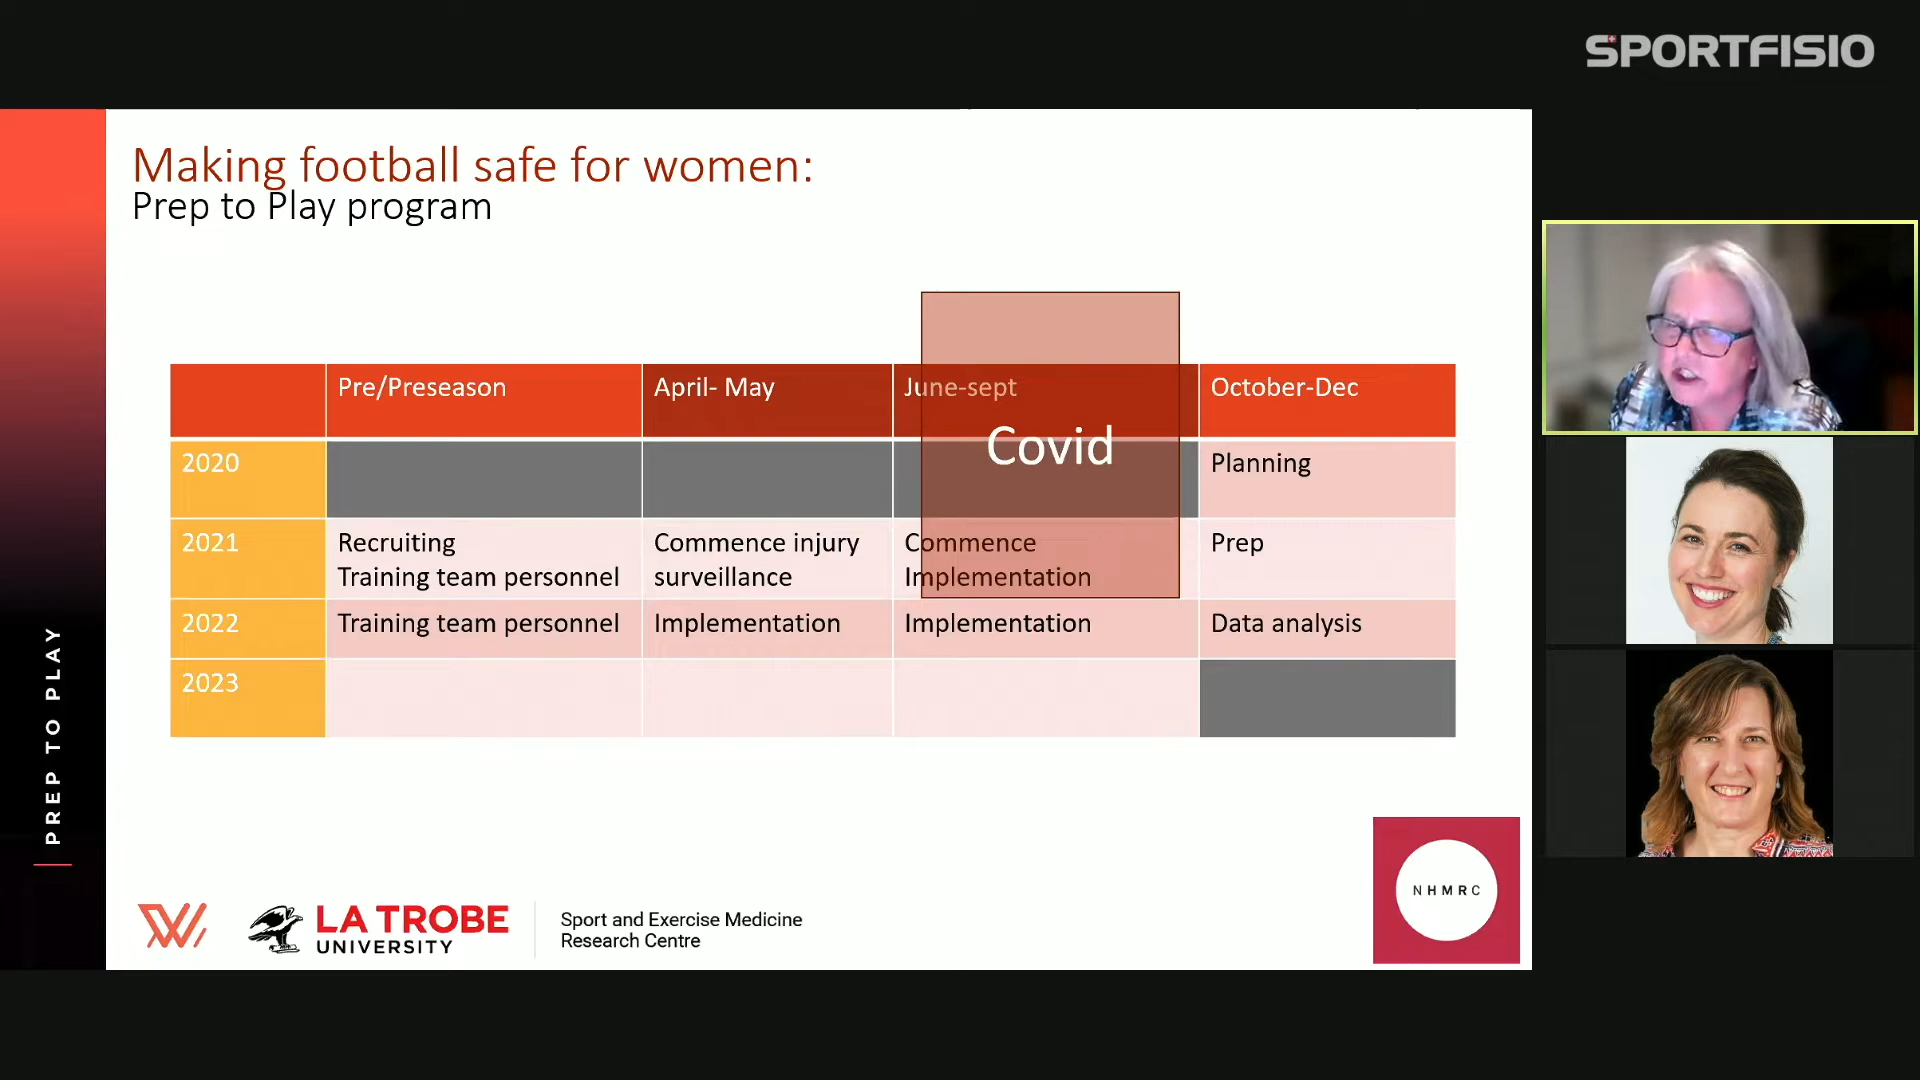 SPORTFISIO
Making football safe for women:
Prep to Play program
Pre/Preseason
April- May
June-sept
October-Dec
Covid
2020
Planning
2021
Recruiting
Training team personnel
Commence injury
surveillance
Commence
Implementation
Prep
2022
Training team personnel
Implementation
Implementation
Data analysis
2023
PREP TO PLAY
LA TROBE
UNIVERSITY
Sport and Exercise Medicine
Research Centre
NHMRC